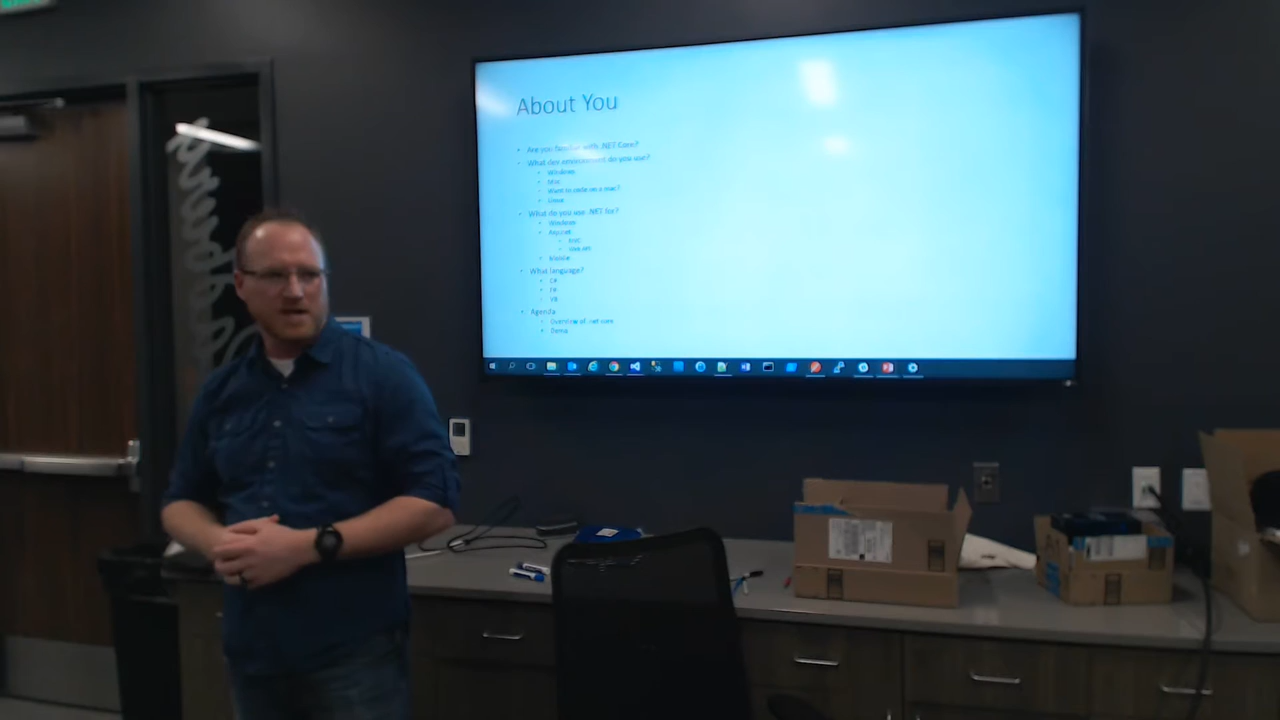 About You
Are you familiar with .NET Core?
What dev environment do you use?
Windows
Mac
Want to code on a mac?
Linux
What do you use .NET for?
Windows
Asp.net
MVC
Web API
Mobile
What language?
C#
F#
VB
Agenda
Overview of .net core
Demo